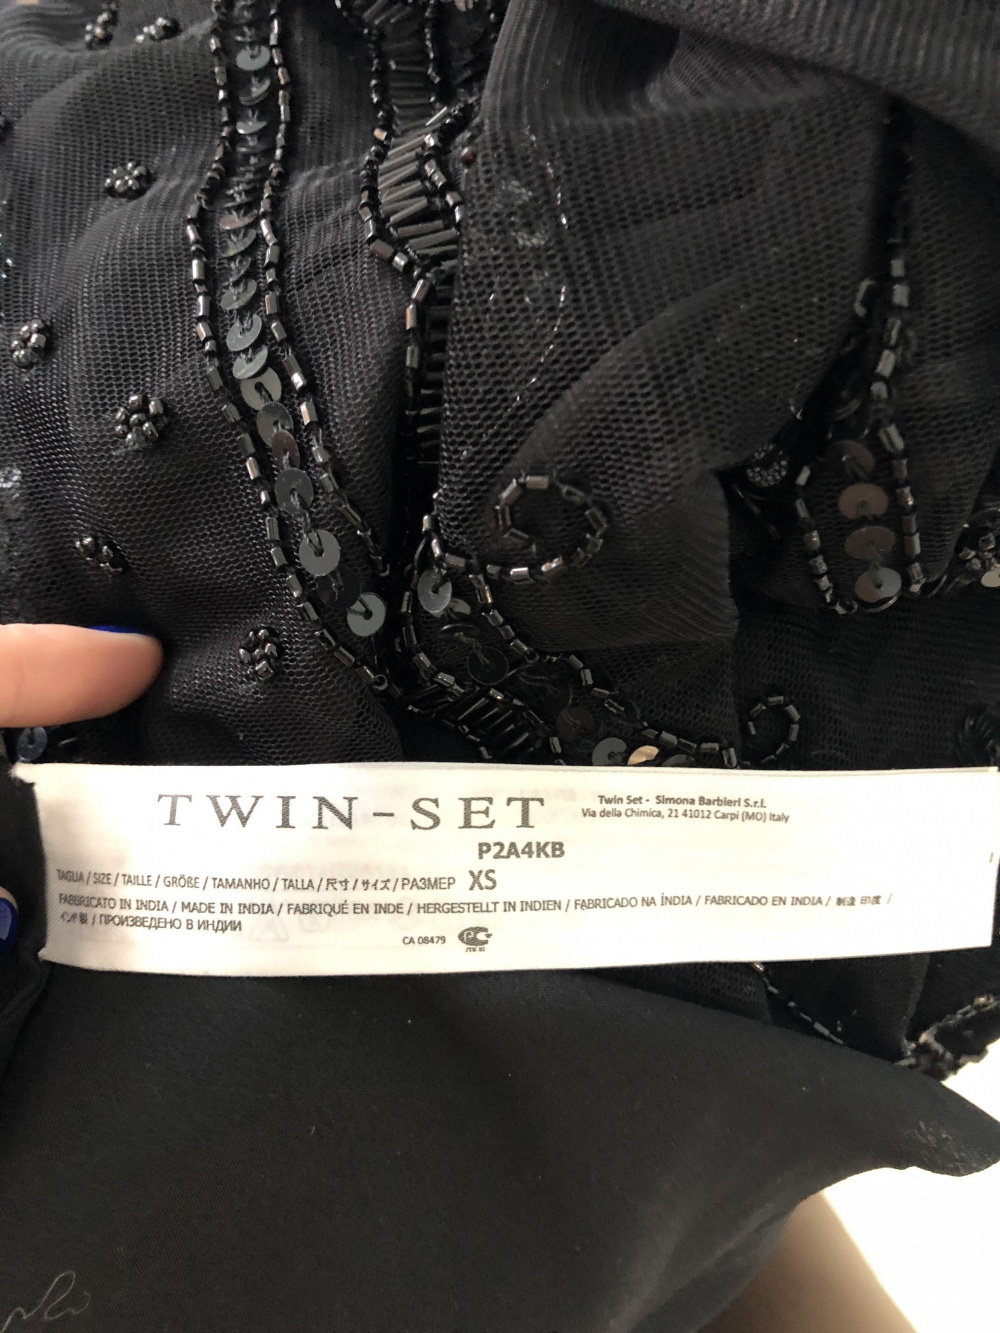 TWIN-SET
Twin Set - Simona Barbieri S.r.l.
Via della Chimica, 21 41012 Carpi (MO) Italy
P2A4KB
TAGLIA / SIZE / TAILLE / GRÖßE / TAMANHO / TALLA / 尺寸 / サイズ / РАЗМЕР XS
FABBRICATO IN INDIA / MADE IN INDIA / FABRIQUÉ EN INDE / HERGESTELLT IN INDIEN / FABRICADO NA ÍNDIA / FABRICADO EN INDIA / 制造 印度 /
インド製 / ПРОИЗВЕДЕНО В ИНДИИ
CA 08479